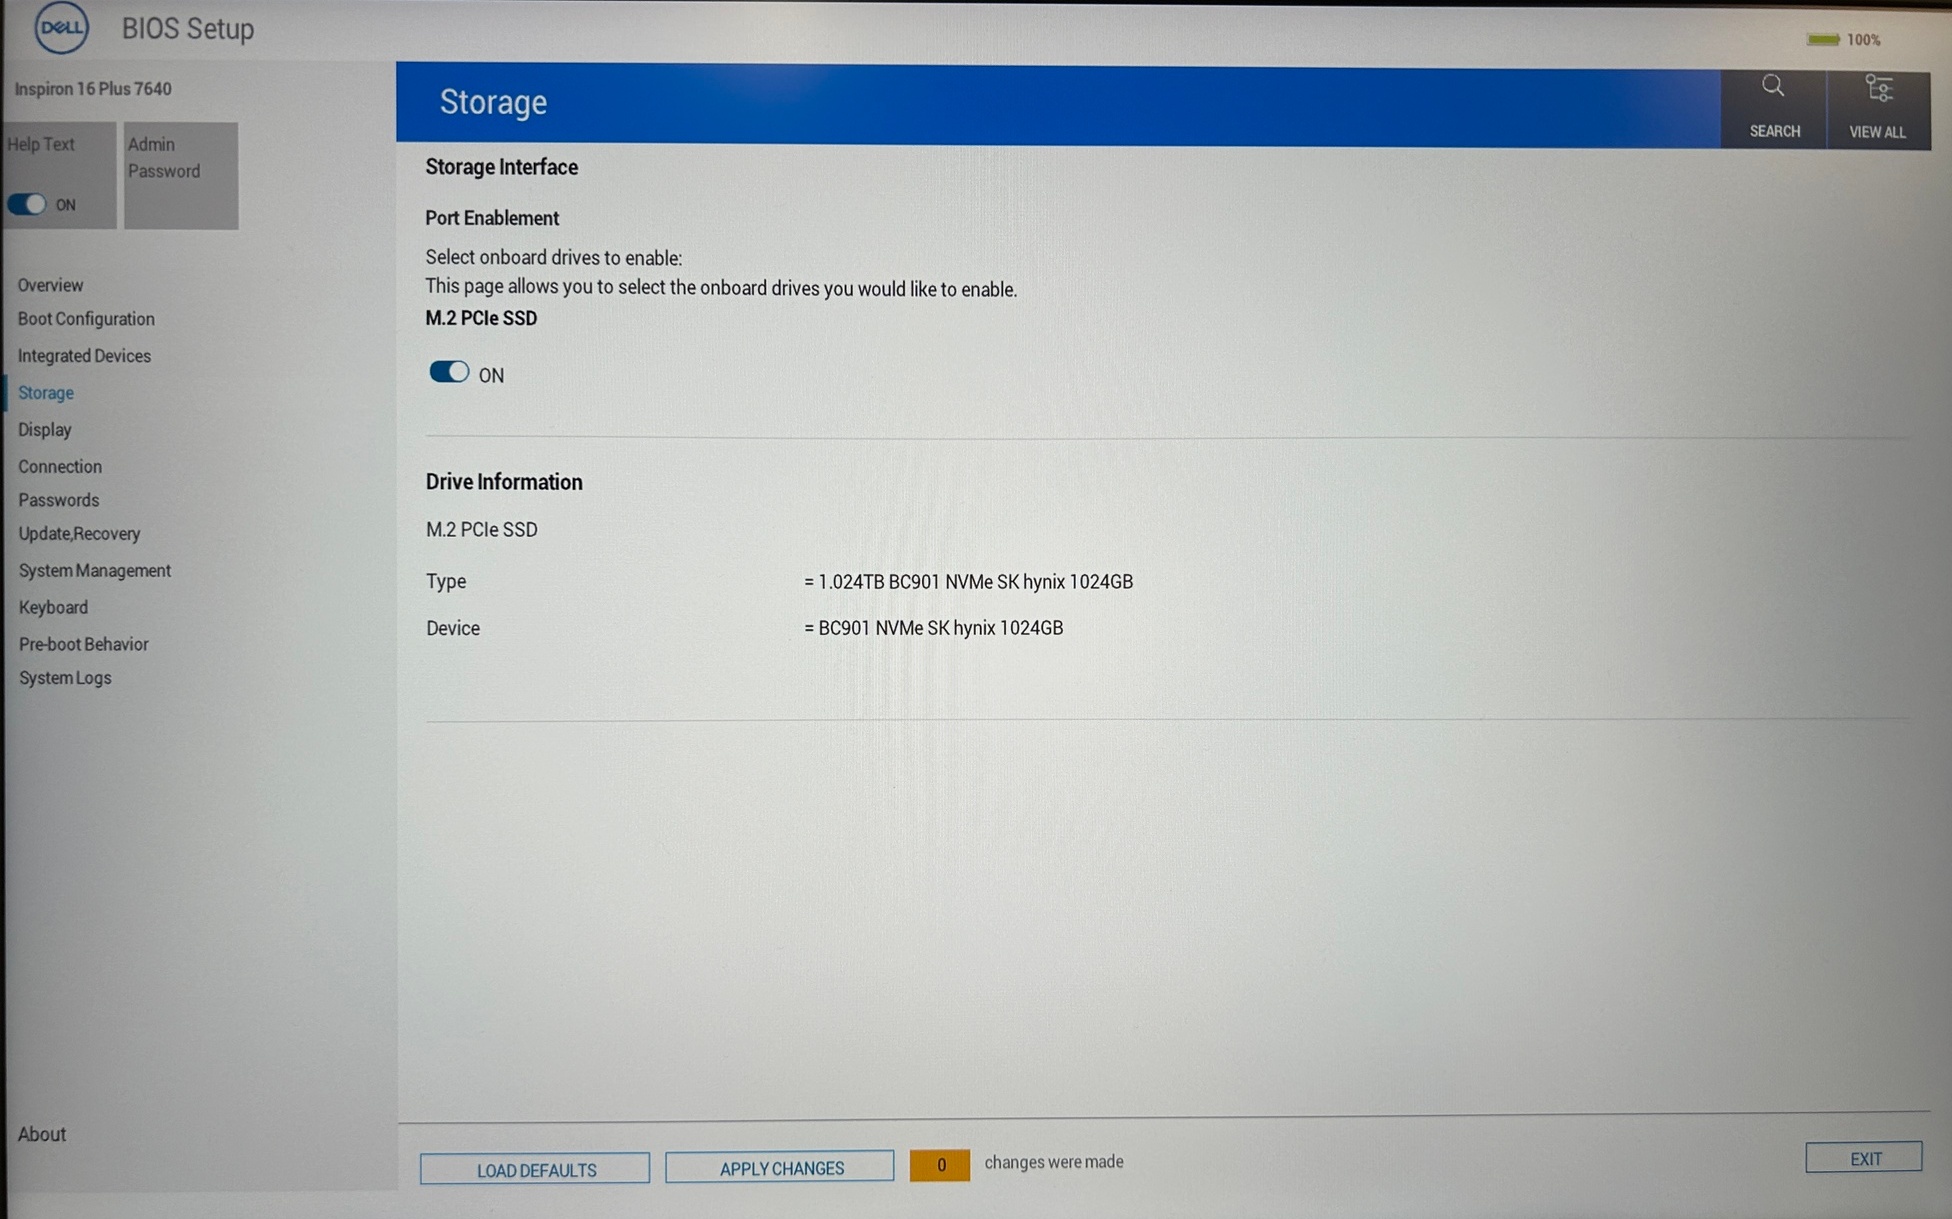 DELL
BIOS Setup
100%
Inspiron 16 Plus 7640
Help Text
ON
Admin
Password
Overview
Boot Configuration
Integrated Devices
Storage
Display
Connection
Passwords
Update,Recovery
System Management
Keyboard
Pre-boot Behavior
System Logs
About
Storage
SEARCH
VIEW ALL
Storage Interface
Port Enablement
Select onboard drives to enable:
This page allows you to select the onboard drives you would like to enable.
M.2 PCIe SSD
ON
Drive Information
M.2 PCIe SSD
Type = 1.024TB BC901 NVMe SK hynix 1024GB
Device = BC901 NVMe SK hynix 1024GB
LOAD DEFAULTS
APPLY CHANGES
0 changes were made
EXIT